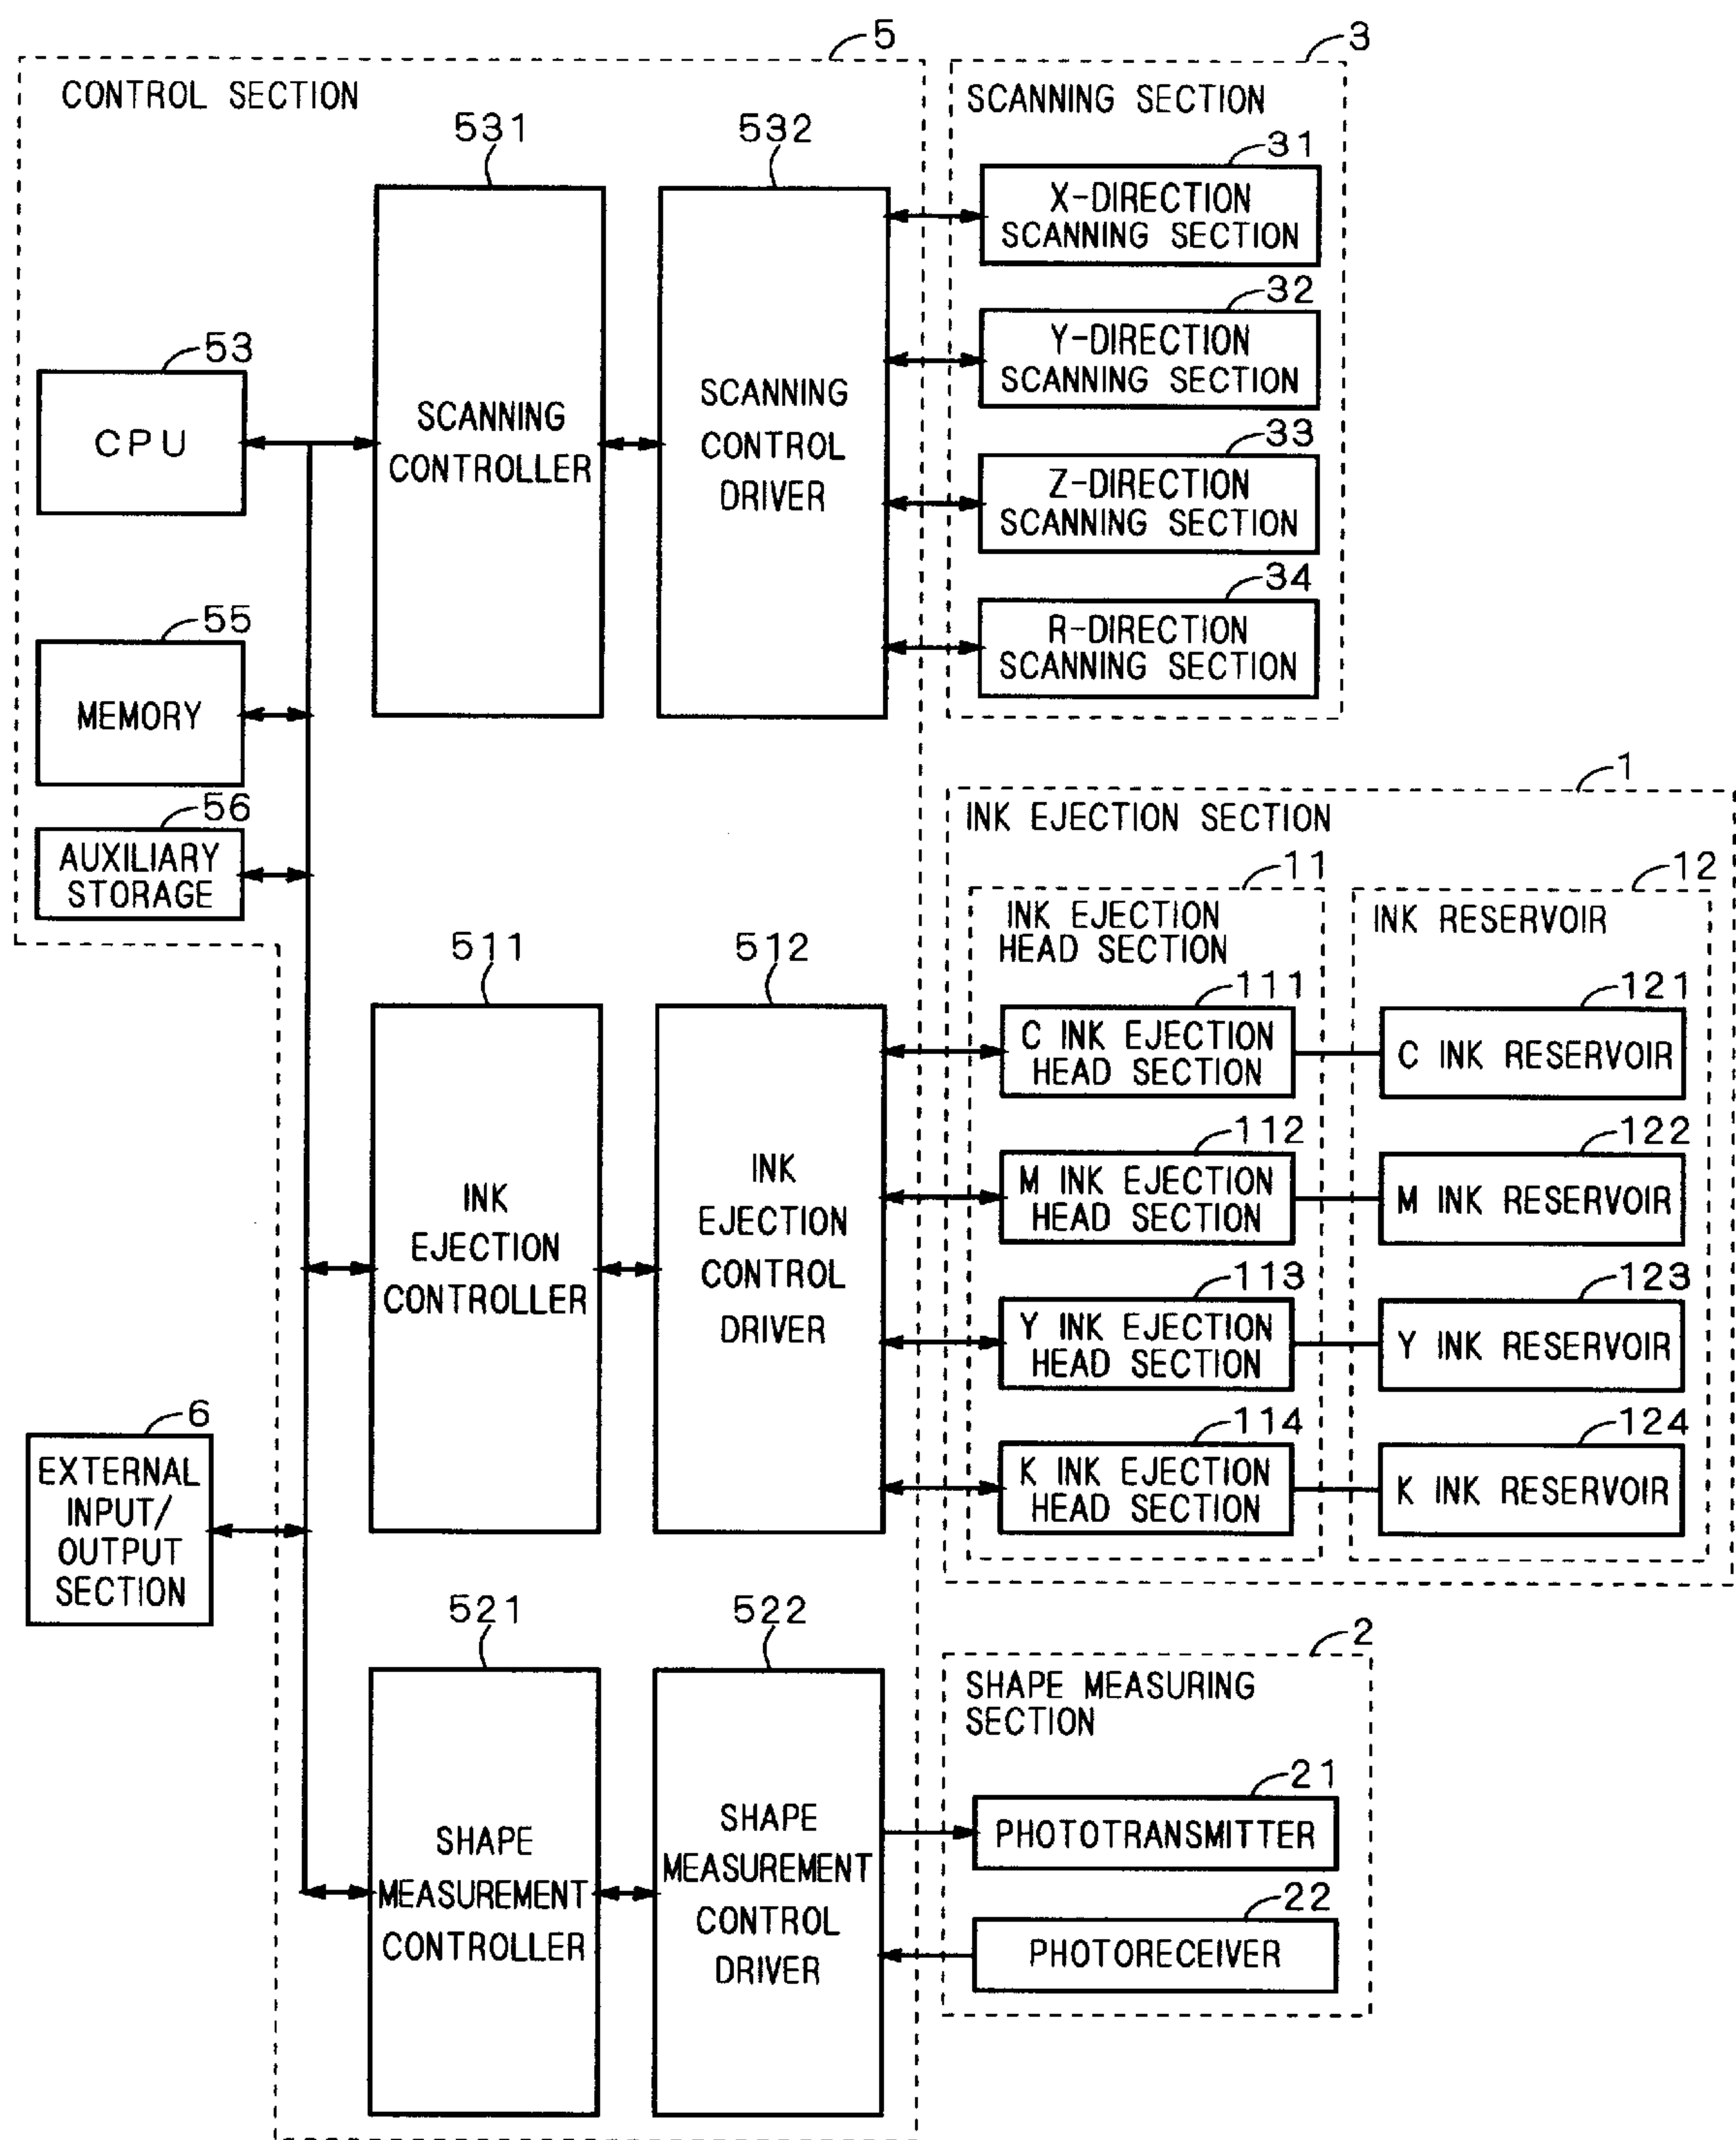 5
3
CONTROL SECTION
SCANNING SECTION
531
532
31
X-DIRECTION
SCANNING SECTION
32
Y-DIRECTION
SCANNING SECTION
53
CPU
SCANNING
CONTROLLER
SCANNING
CONTROL
DRIVER
33
Z-DIRECTION
SCANNING SECTION
34
R-DIRECTION
SCANNING SECTION
55
MEMORY
56
AUXILIARY
STORAGE
1
INK EJECTION SECTION
11
12
INK EJECTION
HEAD SECTION
INK RESERVOIR
511
512
111
C INK EJECTION
HEAD SECTION
121
C INK RESERVOIR
112
M INK EJECTION
HEAD SECTION
122
M INK RESERVOIR
INK
EJECTION
CONTROLLER
INK
EJECTION
CONTROL
DRIVER
113
Y INK EJECTION
HEAD SECTION
123
Y INK RESERVOIR
114
K INK EJECTION
HEAD SECTION
124
K INK RESERVOIR
6
EXTERNAL
INPUT/
OUTPUT
SECTION
521
522
2
SHAPE MEASURING
SECTION
21
PHOTOTRANSMITTER
22
PHOTORECEIVER
SHAPE
MEASUREMENT
CONTROLLER
SHAPE
MEASUREMENT
CONTROL
DRIVER